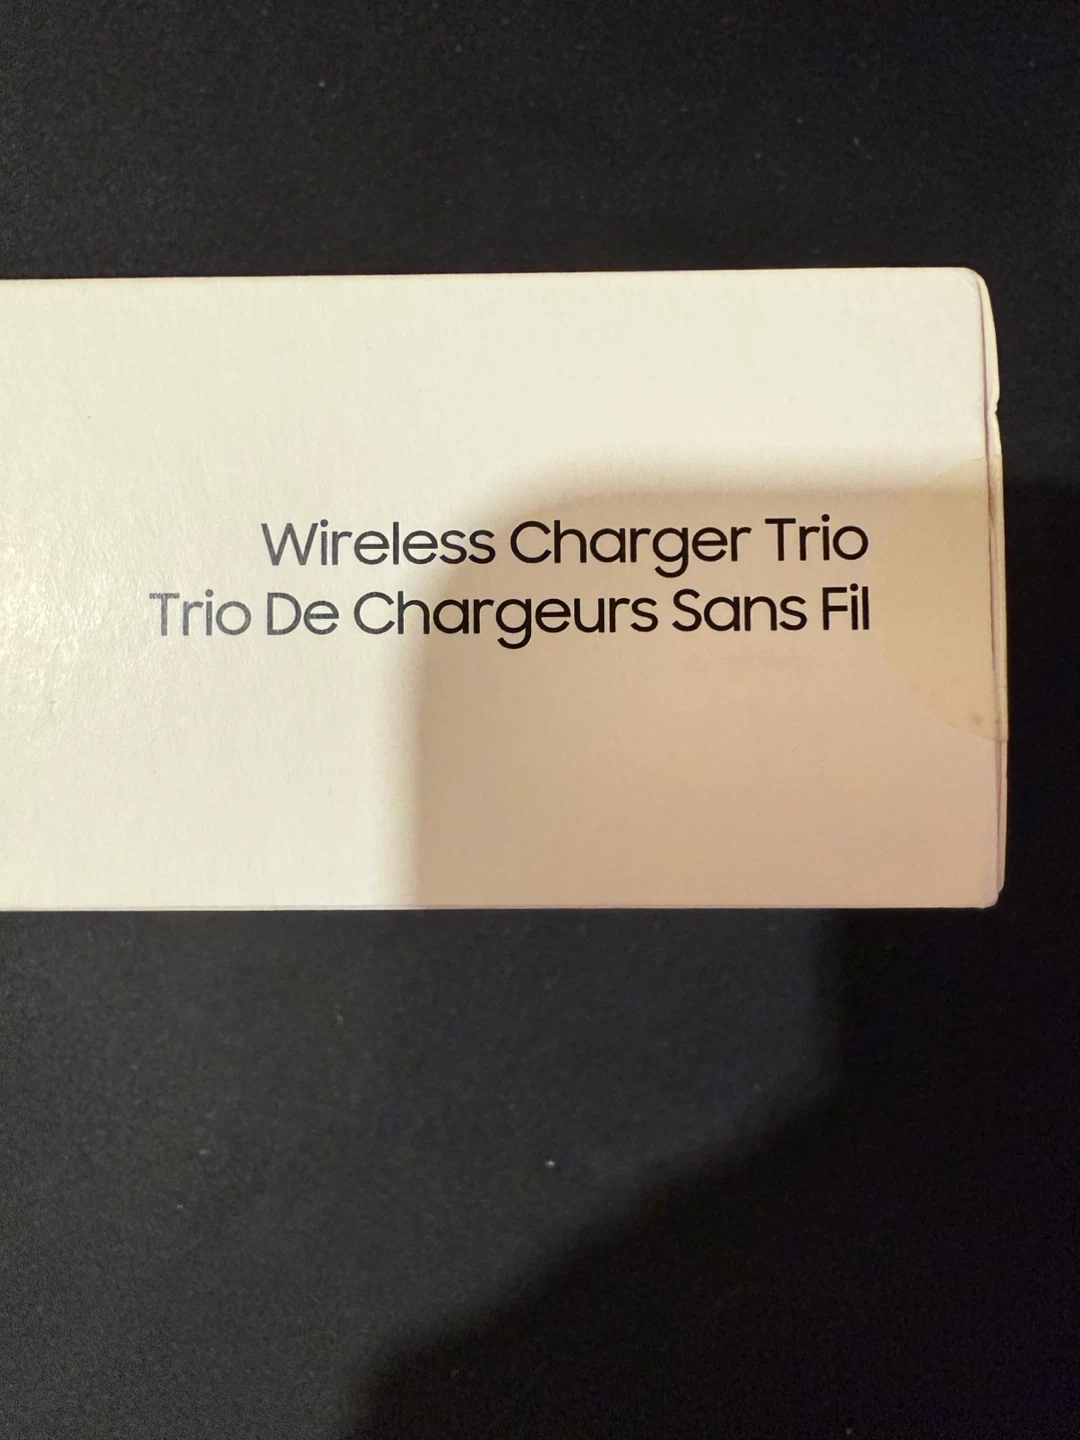 Wireless Charger Trio
Trio De Chargeurs Sans Fil